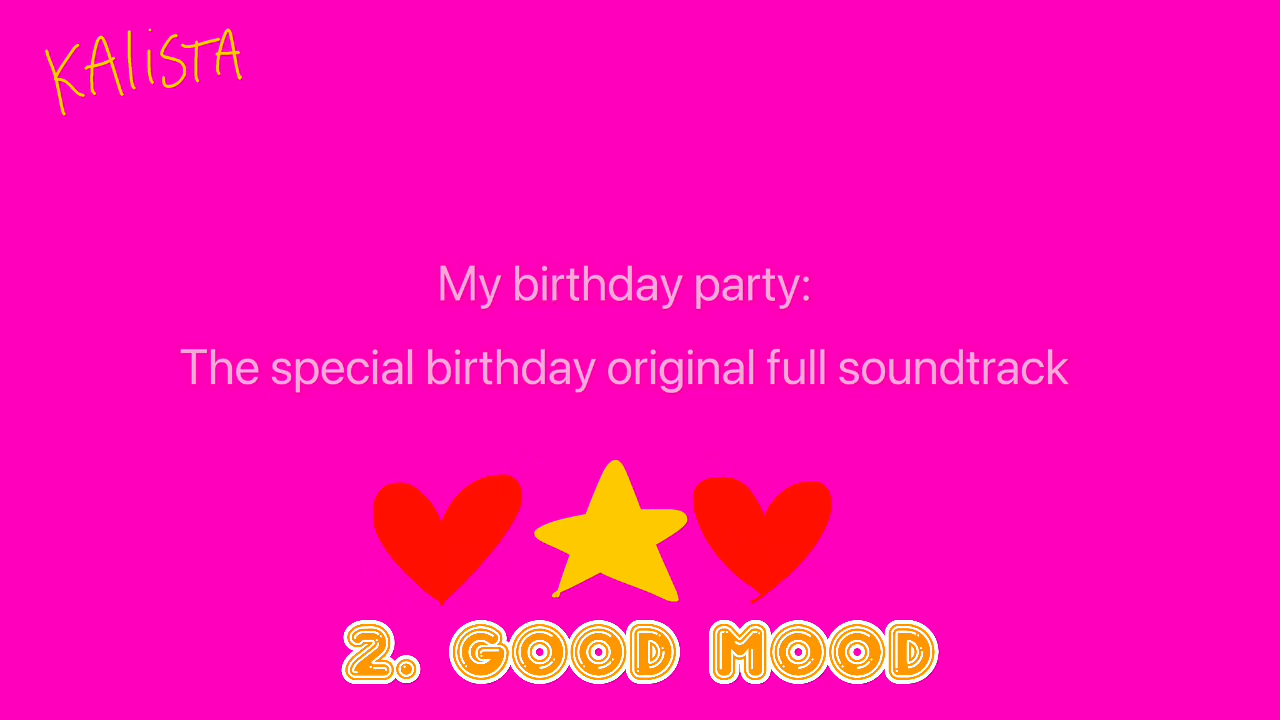 KALiSTA
My birthday party:
The special birthday original full soundtrack
2. GOOD MOOD